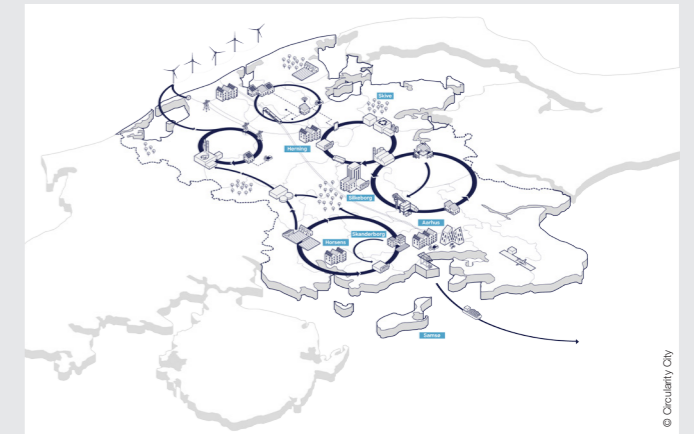 Skive
Herning
Silkeborg
Aarhus
Skanderborg
Horsens
Samsø
© Circularity City